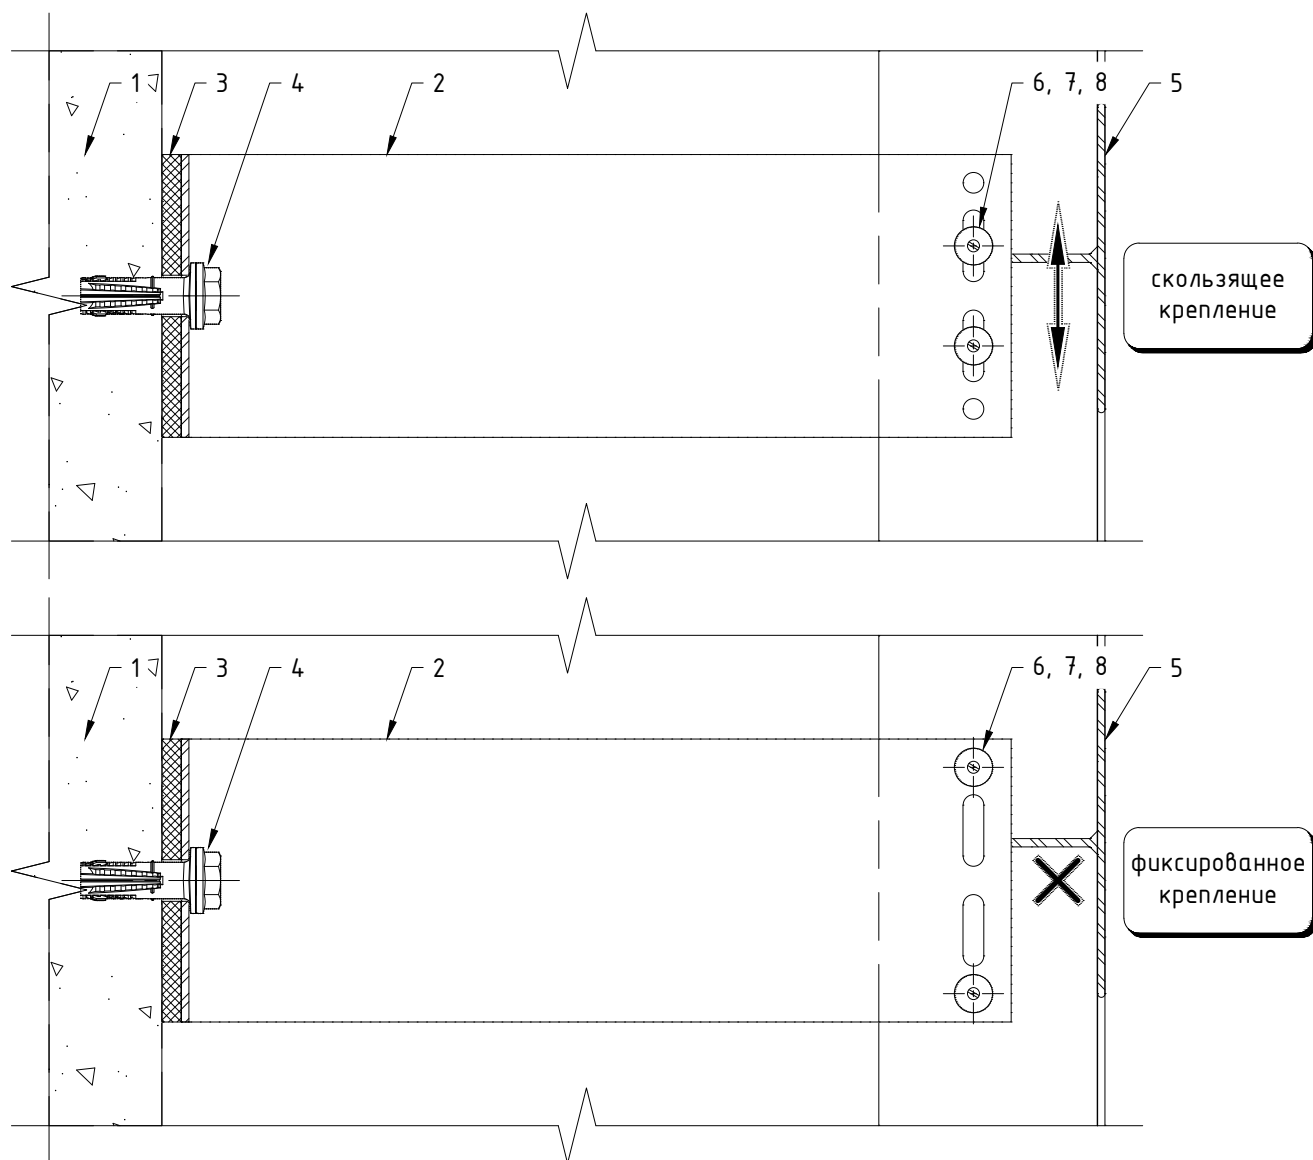 1 3 4 2 6, 7, 8 5
скользящее
крепление
1 3 4 2 6, 7, 8 5
фиксированное
крепление